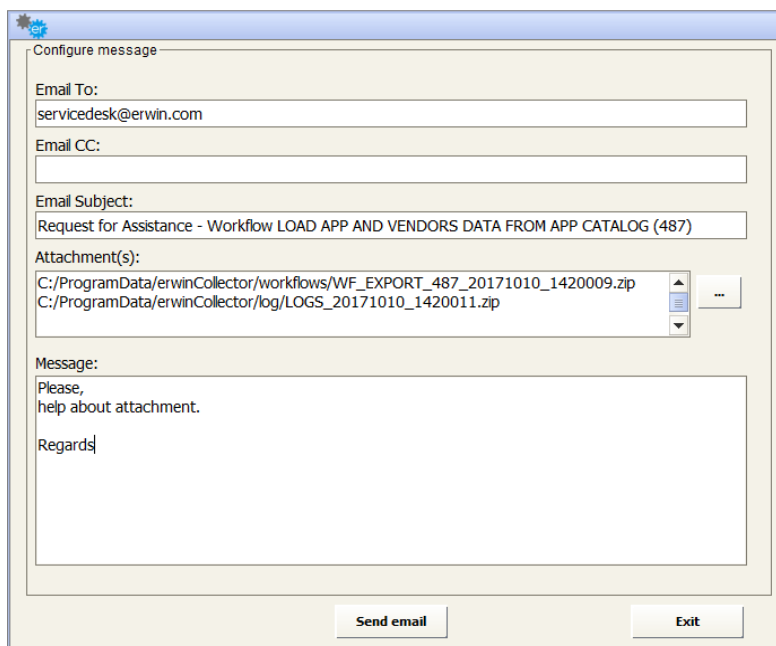 er
Configure message
Email To:
servicedesk@erwin.com
Email CC:
Email Subject:
Request for Assistance - Workflow LOAD APP AND VENDORS DATA FROM APP CATALOG (487)
Attachment(s):
C:/ProgramData/erwinCollector/workflows/WF_EXPORT_487_20171010_1420009.zip
C:/ProgramData/erwinCollector/log/LOGS_20171010_1420011.zip
...
Message:
Please,
help about attachment.
Regards
Send email
Exit